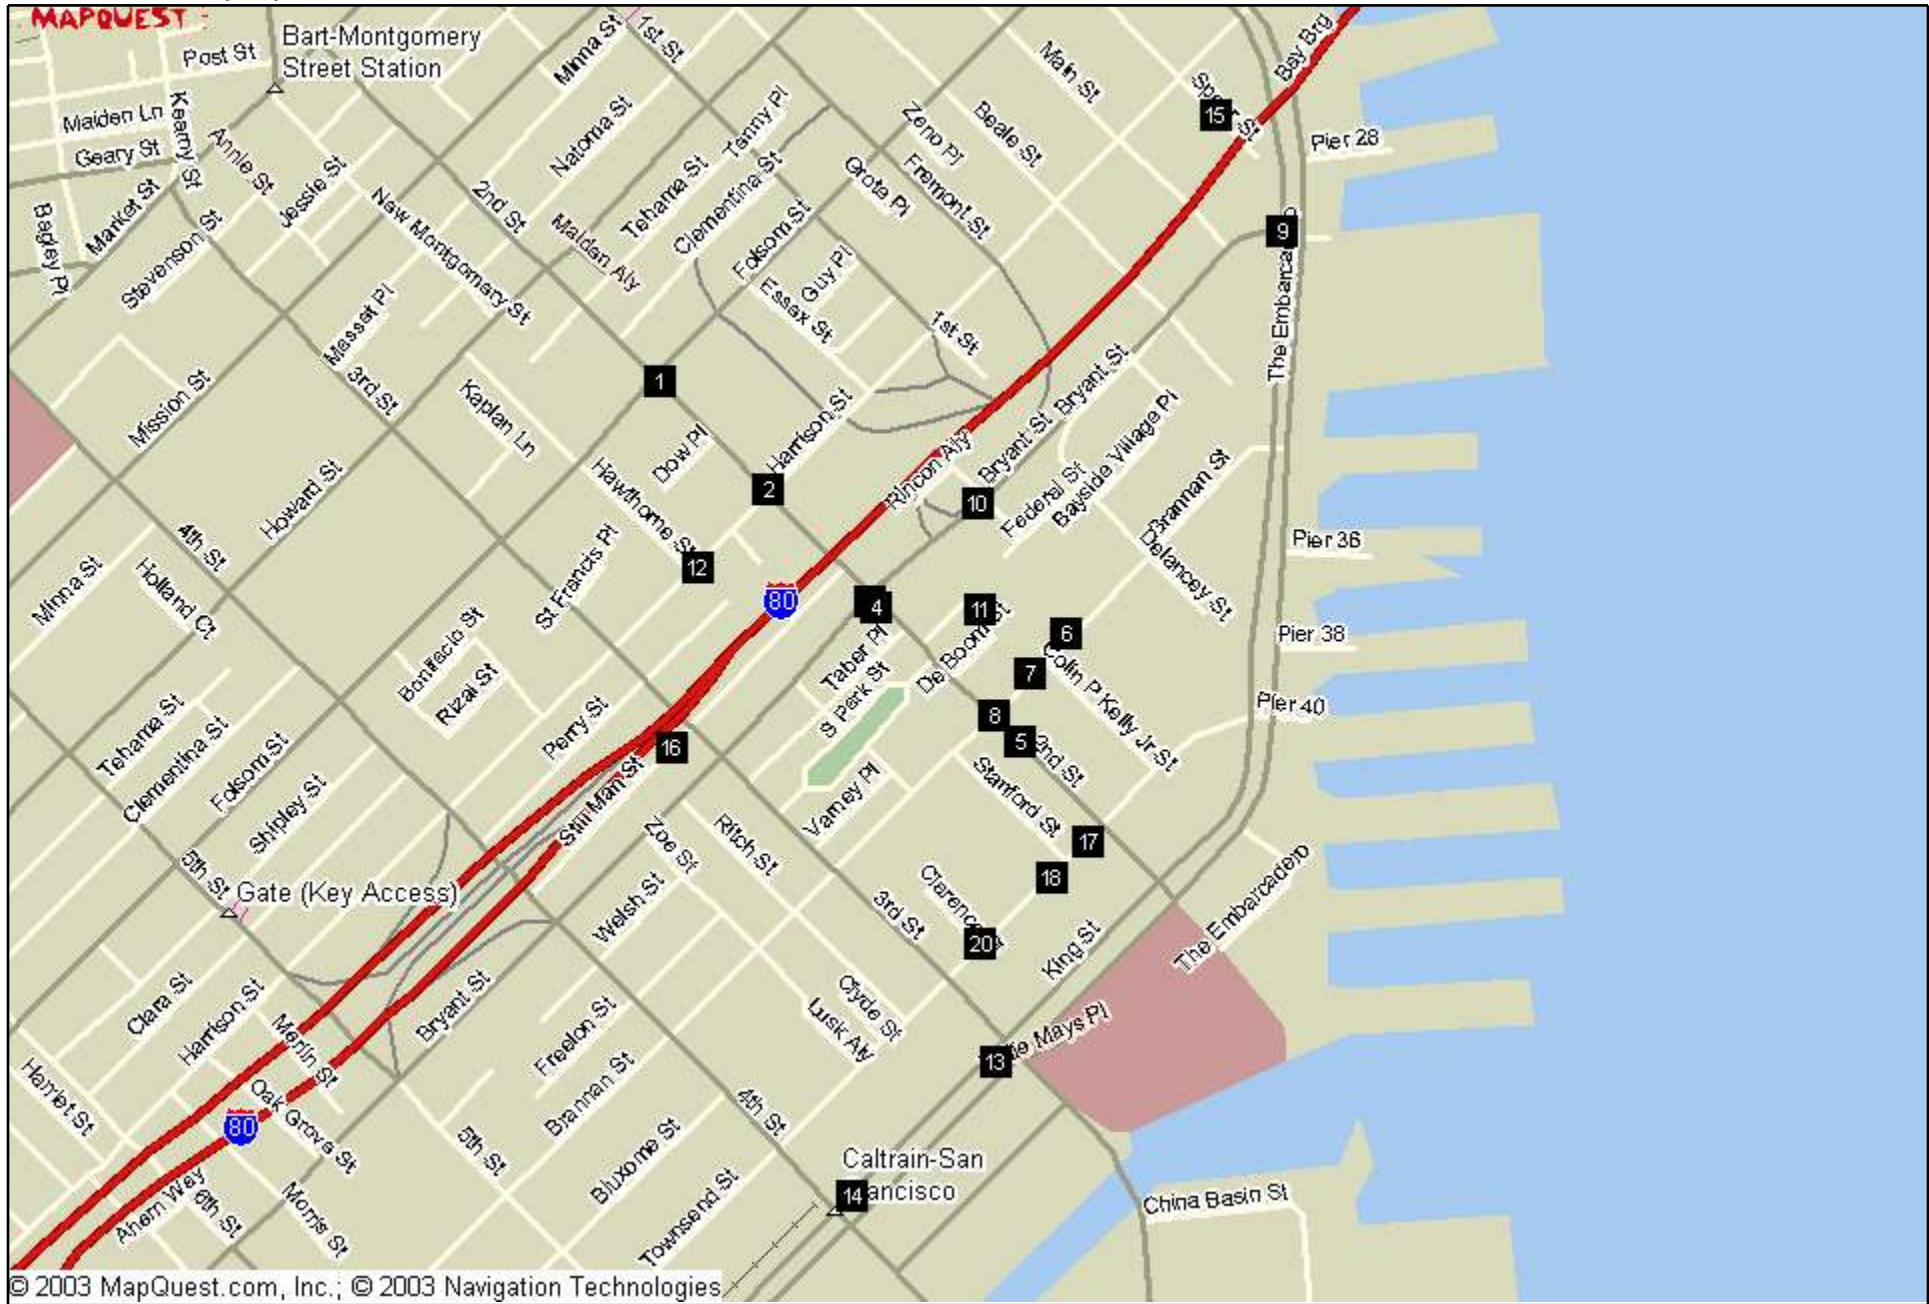 MAPQUEST
Bart-Montgomery
Street Station
Post St
Minna St
1st St
Main St
Bay Brg
Maiden Ln
Kearny St
Geary St
Annie St
Jessie St
Natoma St
Tenny Pl
Tehama St
Clementina St
Zeno Pl
Beale St
15
Pier 28
Market St
Bagley Pl
Stevenson St
New Montgomery St
2nd St
Maiden Aly
Folsom St
Grote Pl
Fremont St
Guy Pl
Essex St
9
The Embarcadero
Masset Pl
3rd St
Mission St
Kaplan Ln
1
1st St
Bryant St
Dow Pl
Harrison St
2
Hawthorne St
Howard St
Rincon Aly
Bryant St
10
Federal St
Bayside Village Pl
Brannan St
Delancey St
Pier 36
4th St
Minna St
Holland Ct
St Francis Pl
12
80
4
11
De Boom St
6
Pier 38
Taber Pl
S Park St
7
Colin P Kelly Jr St
Pier 40
Bonifacio St
Rizal St
8
5
2nd St
Perry St
16
Tehama St
Clementina St
Folsom St
Shipley St
Stillman St
Varney Pl
Stanford St
17
Zoe St
Ritch St
18
5th St
Gate (Key Access)
Welsh St
3rd St
Clarence
20
King St
The Embarcadero
Clara St
Harrison St
Merlin St
Bryant St
Freelon St
Clyde St
Lusk Aly
13
Mays Pl
Harriet St
Oak Grove St
80
5th St
Brannan St
4th St
Bluxome St
Townsend St
Caltrain-San
14
Ahern Way
6th St
Morris St
China Basin St
© 2003 MapQuest.com, Inc.; © 2003 Navigation Technologies